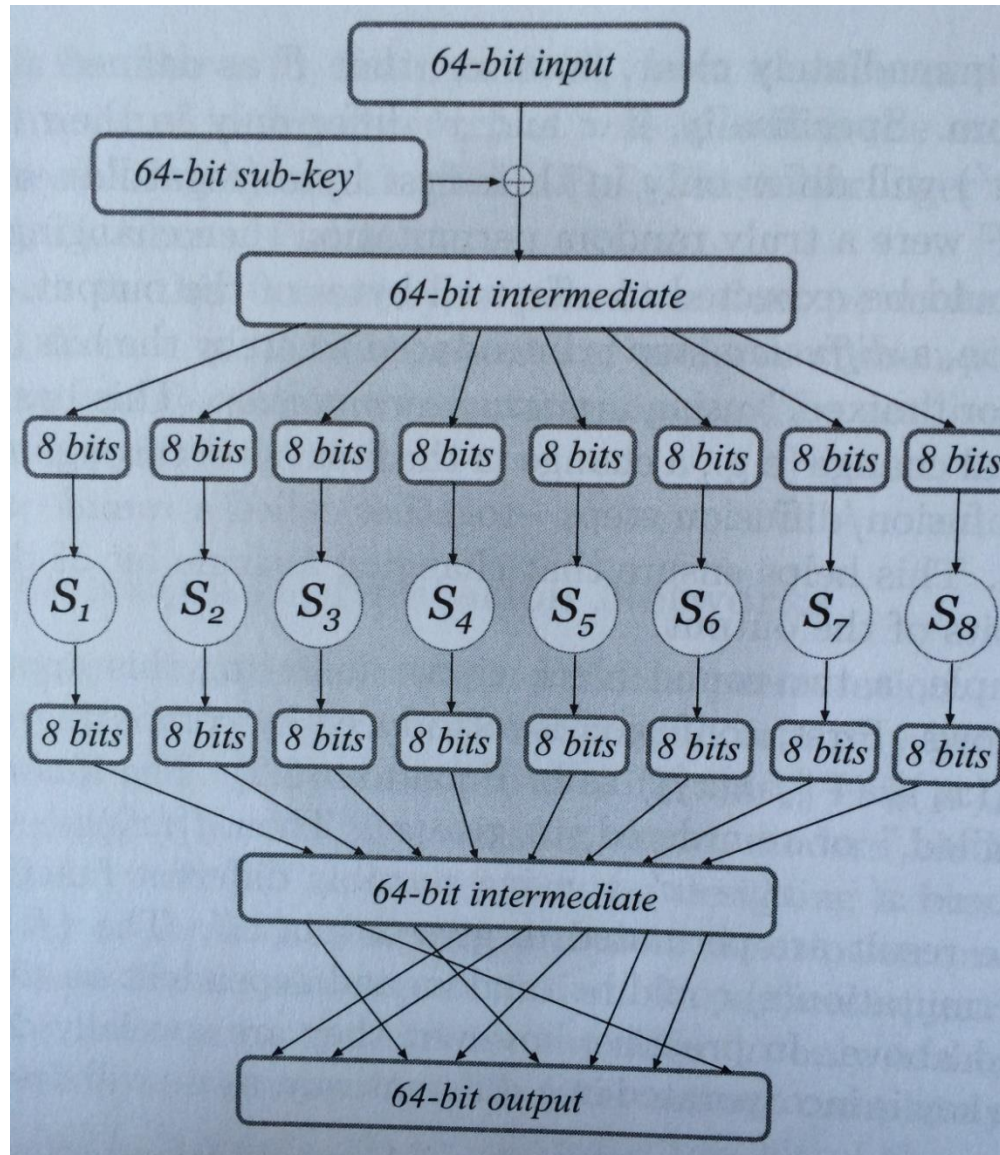 64-bit input
64-bit sub-key
64-bit intermediate
8 bits 8 bits 8 bits 8 bits 8 bits 8 bits 8 bits 8 bits
S₁ S₂ S₃ S₄ S₅ S₆ S₇ S₈
8 bits 8 bits 8 bits 8 bits 8 bits 8 bits 8 bits 8 bits
64-bit intermediate
64-bit output